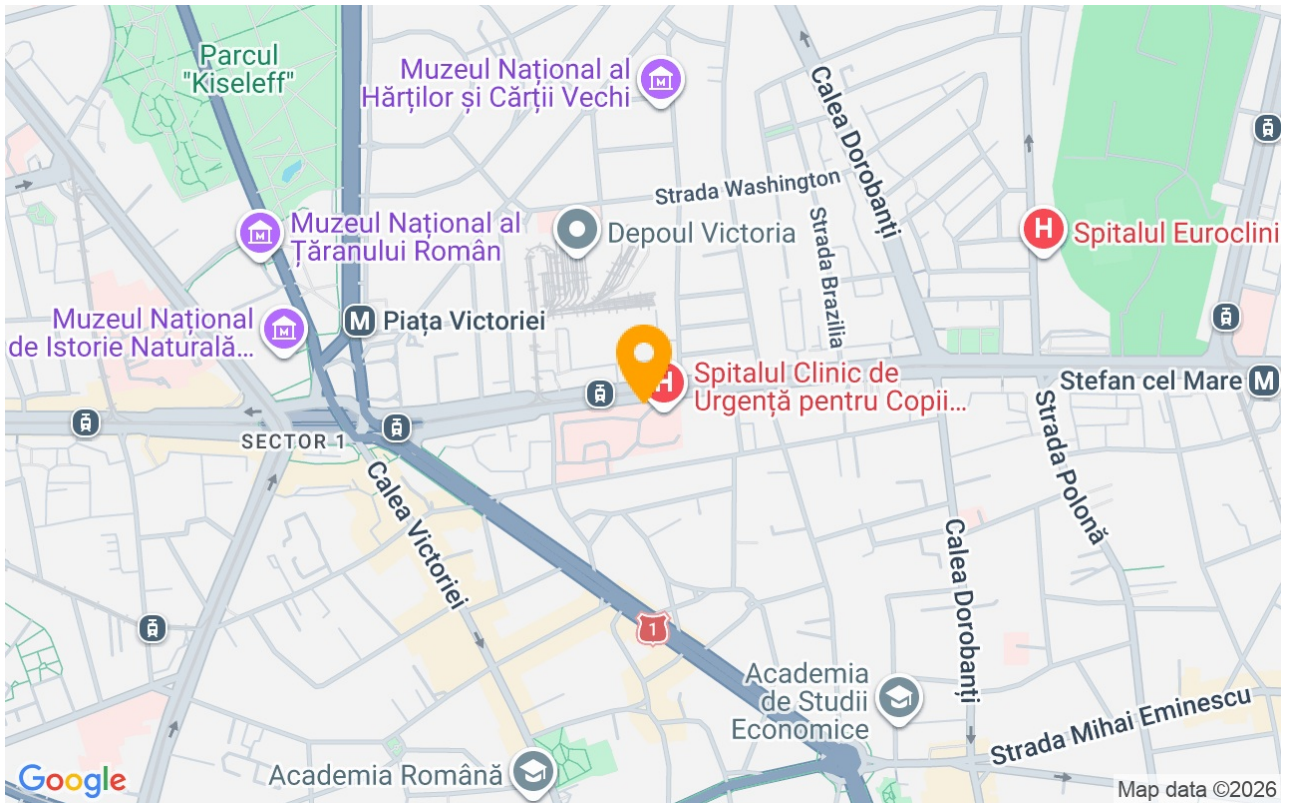 Parcul
"Kiseleff"
Muzeul Național al
Hărților și Cărții Vechi
Calea Dorobanți
Strada Washington
Muzeul Național al
Țăranului Român
Depoul Victoria
Strada Brazilia
H
Spitalul Euroclini
Muzeul Național
de Istorie Naturală...
M
Piața Victoriei
H
Spitalul Clinic de
Urgență pentru Copii...
Stefan cel Mare
M
SECTOR 1
Calea Victoriei
Strada Polonă
Calea Dorobanți
1
Academia
de Studii
Economice
Strada Mihai Eminescu
Academia Română
Google
Map data ©2026